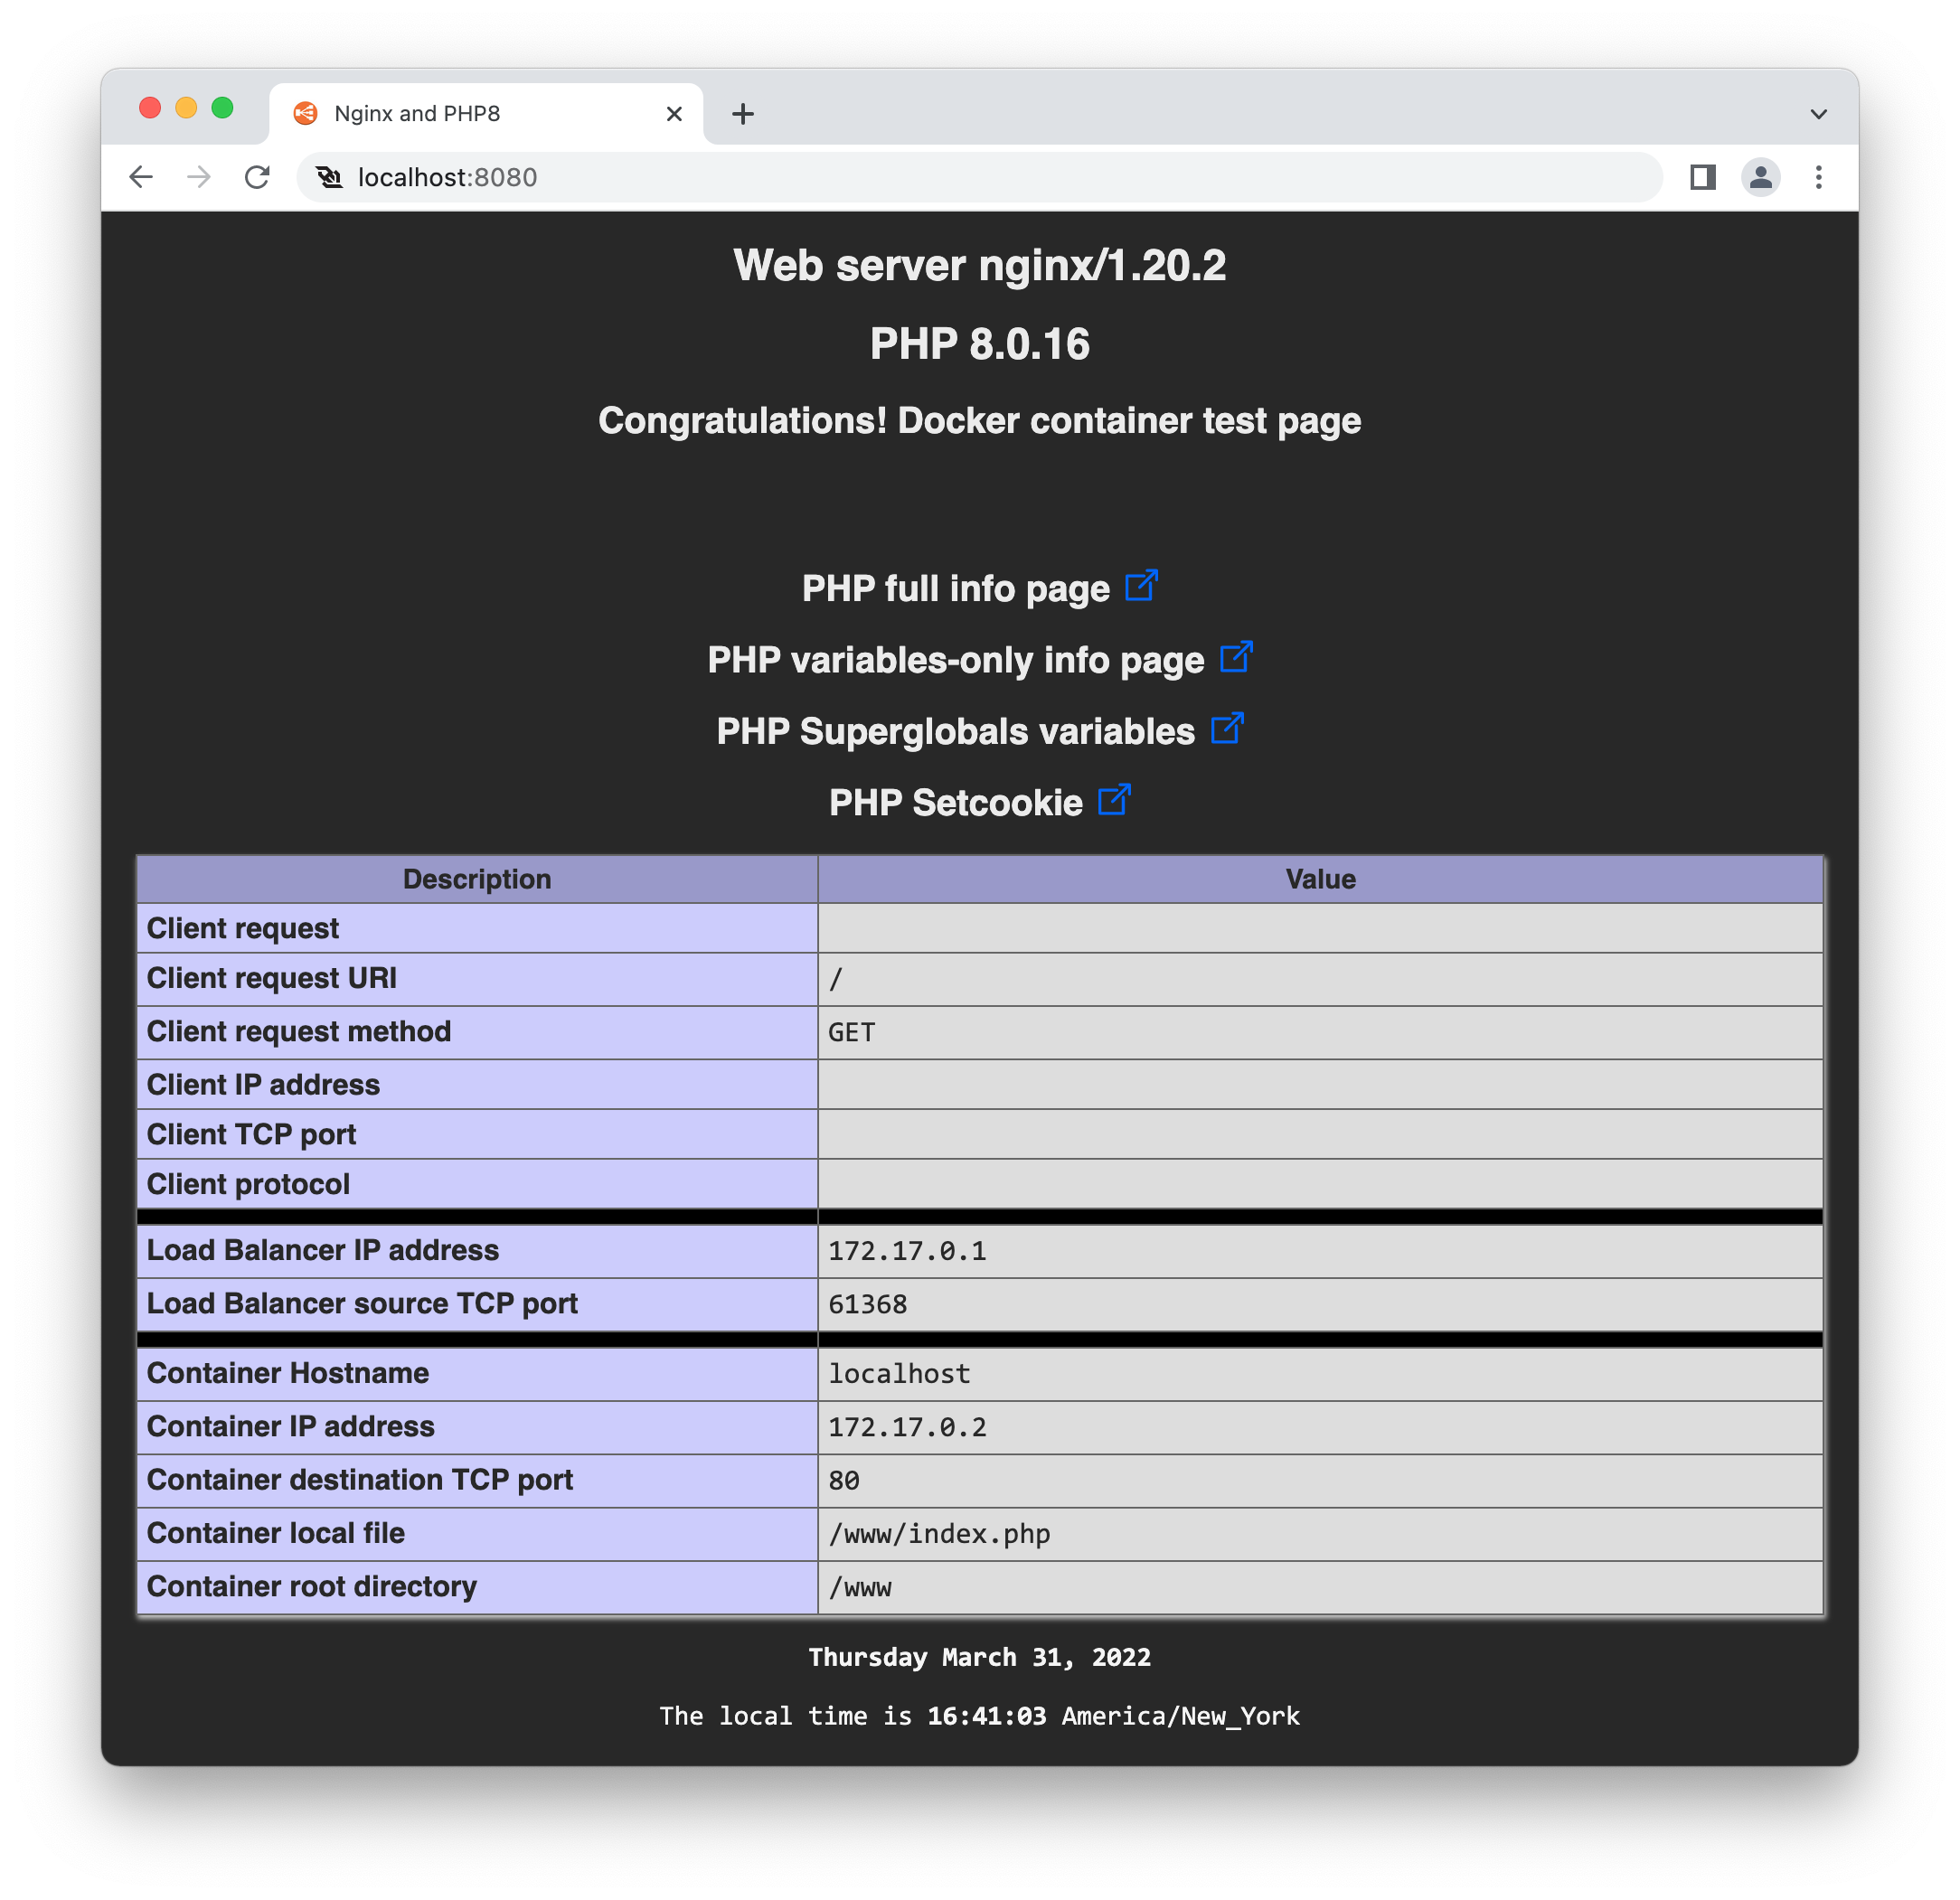 Nginx and PHP8
localhost:8080
Web server nginx/1.20.2
PHP 8.0.16
Congratulations! Docker container test page
PHP full info page
PHP variables-only info page
PHP Superglobals variables
PHP Setcookie
Description Value
Client request
Client request URI /
Client request method GET
Client IP address
Client TCP port
Client protocol
Load Balancer IP address 172.17.0.1
Load Balancer source TCP port 61368
Container Hostname localhost
Container IP address 172.17.0.2
Container destination TCP port 80
Container local file /www/index.php
Container root directory /www
Thursday March 31, 2022
The local time is 16:41:03 America/New_York